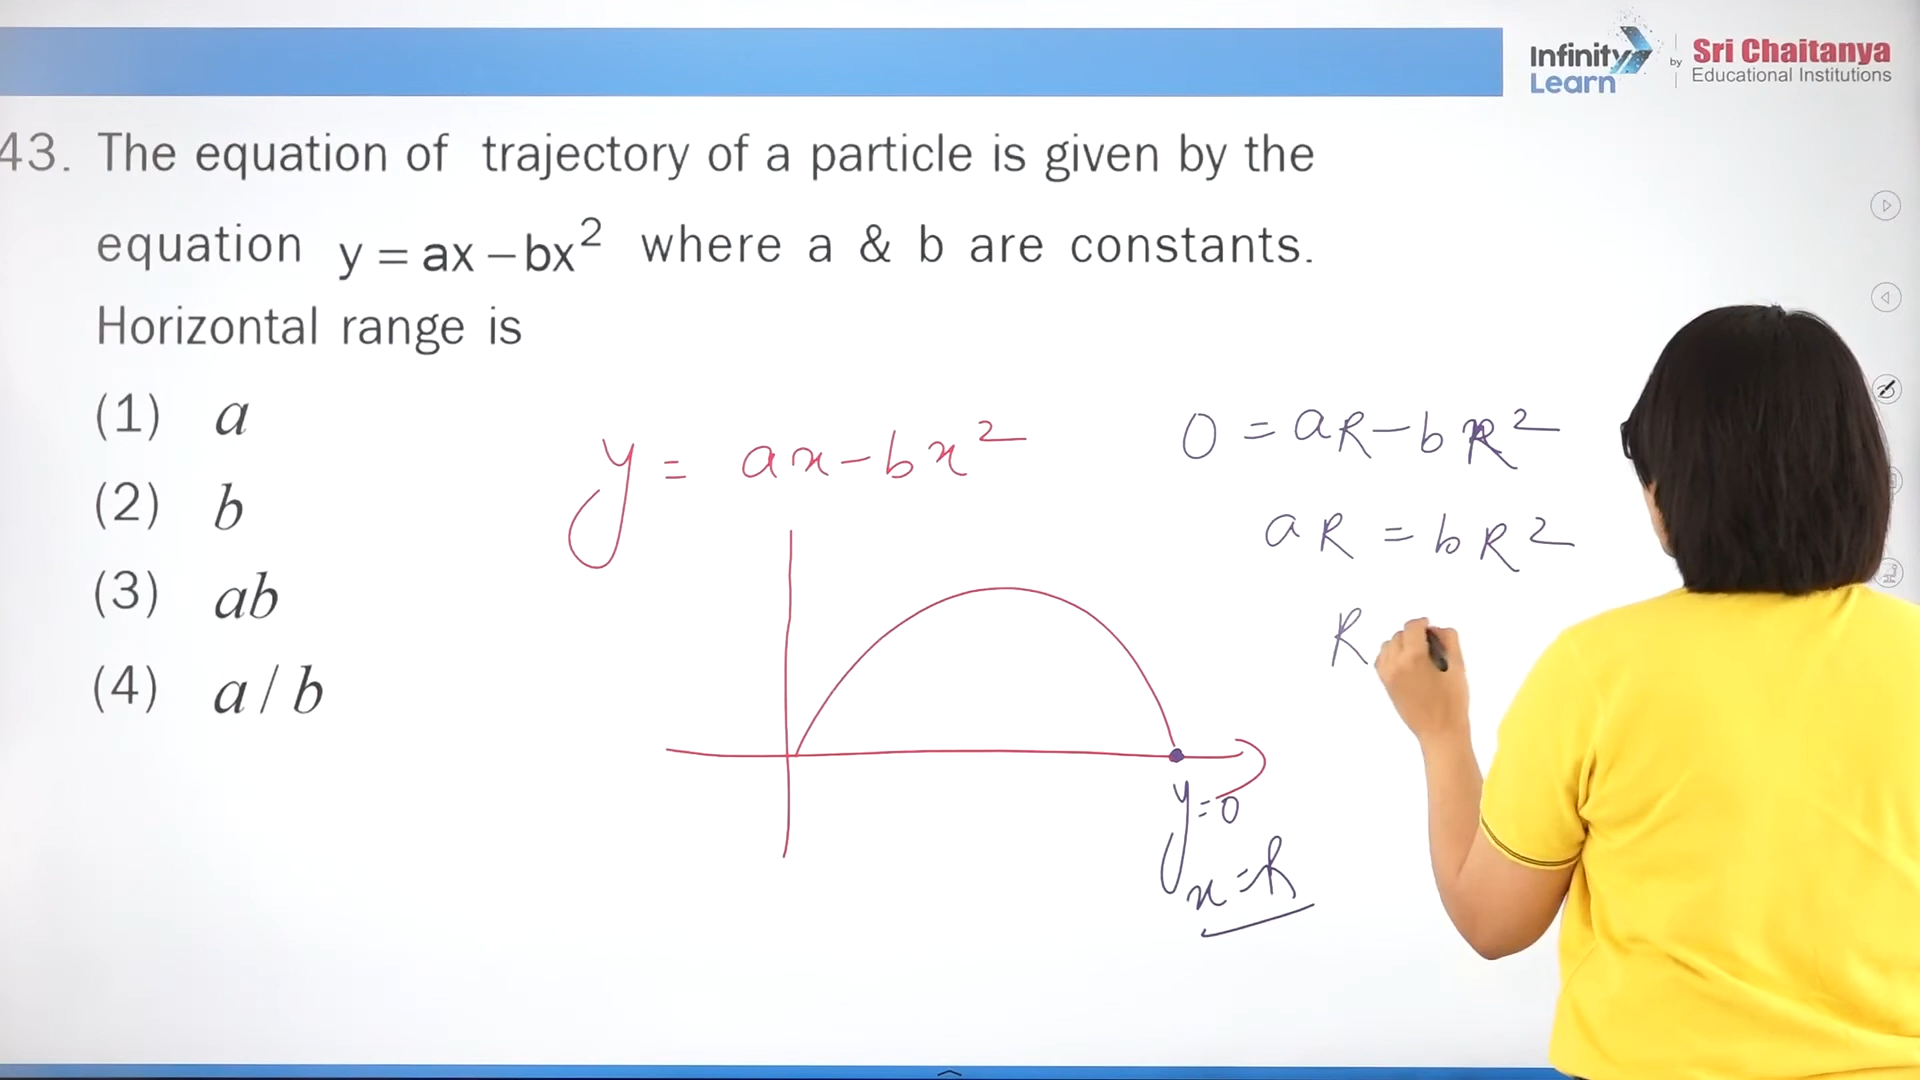 Infinity Learn by Sri Chaitanya Educational Institutions
43. The equation of trajectory of a particle is given by the
equation y = ax – bx² where a & b are constants.
Horizontal range is
(1) a
(2) b
(3) ab
(4) a / b
y = ax – bx²
y = 0
x = R
0 = aR – bR²
aR = bR²
R